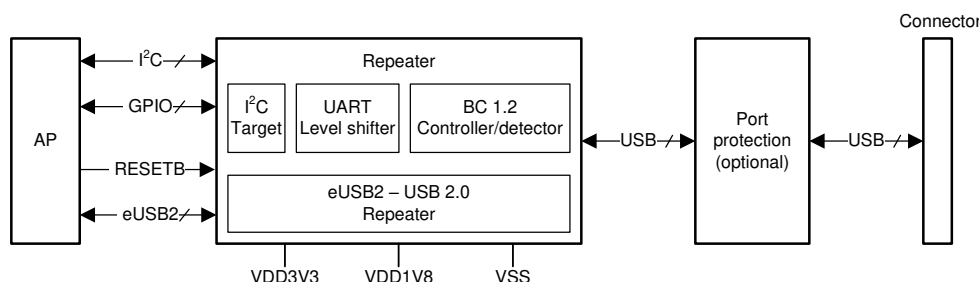 Connector
AP
I²C
GPIO
RESETB
eUSB2
Repeater
I²C
Target
UART
Level shifter
BC 1.2
Controller/detector
eUSB2 – USB 2.0
Repeater
VDD3V3
VDD1V8
VSS
USB
Port
protection
(optional)
USB